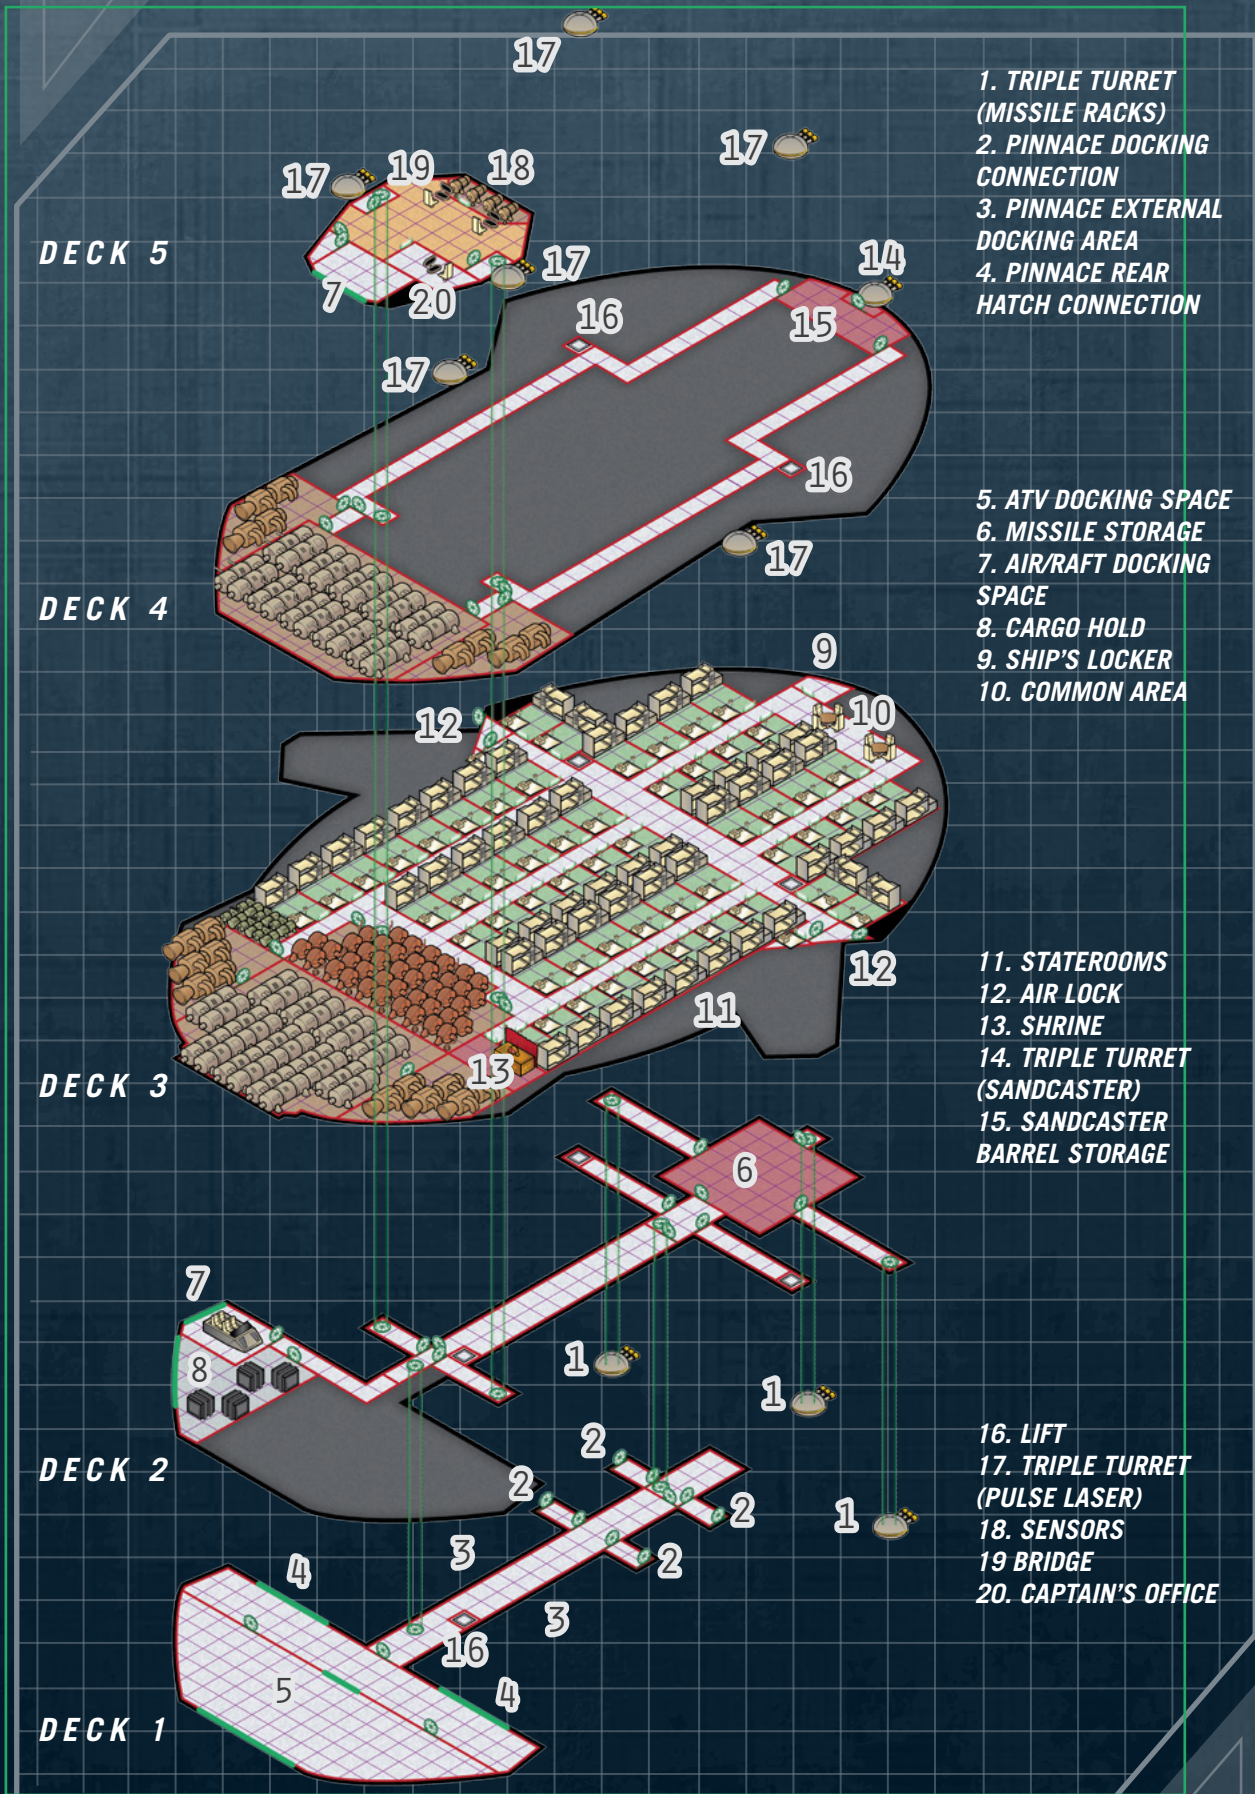 17
1. TRIPLE TURRET
(MISSILE RACKS)
2. PINNACE DOCKING
CONNECTION
3. PINNACE EXTERNAL
DOCKING AREA
4. PINNACE REAR
HATCH CONNECTION
17
17
19
18
DECK 5
17
14
7
20
16
15
17
16
5. ATV DOCKING SPACE
6. MISSILE STORAGE
7. AIR/RAFT DOCKING
SPACE
8. CARGO HOLD
9. SHIP'S LOCKER
10. COMMON AREA
17
DECK 4
9
12
10
12
11
11. STATEROOMS
12. AIR LOCK
13. SHRINE
14. TRIPLE TURRET
(SANDCASTER)
15. SANDCASTER
BARREL STORAGE
13
DECK 3
6
7
8
1
1
16. LIFT
17. TRIPLE TURRET
(PULSE LASER)
18. SENSORS
19 BRIDGE
20. CAPTAIN'S OFFICE
2
DECK 2
2
2
1
3
2
4
3
16
5
4
DECK 1